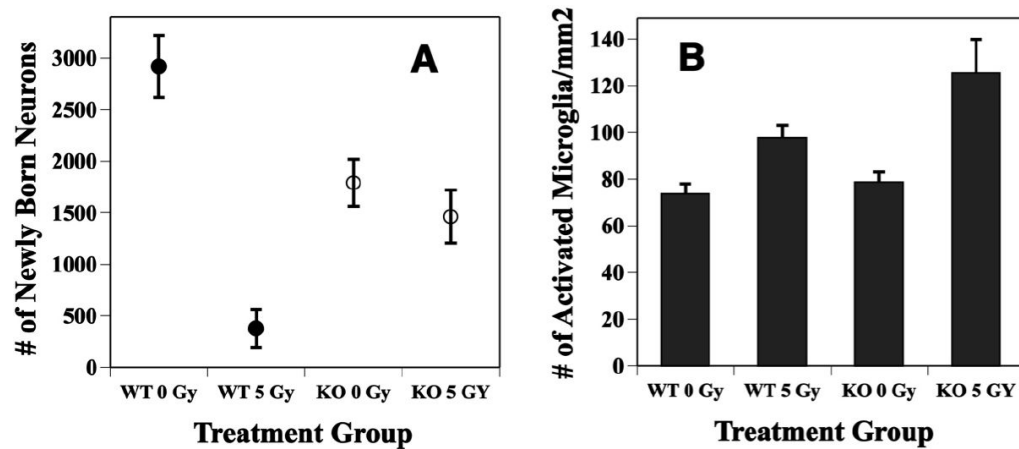 A
# of Newly Born Neurons
3000
2500
2000
1500
1000
500
0
WT 0 Gy WT 5 Gy KO 0 Gy KO 5 GY
Treatment Group
B
# of Activated Microglia/mm2
140
120
100
80
60
40
20
0
WT 0 Gy WT 5 Gy KO 0 Gy KO 5 GY
Treatment Group